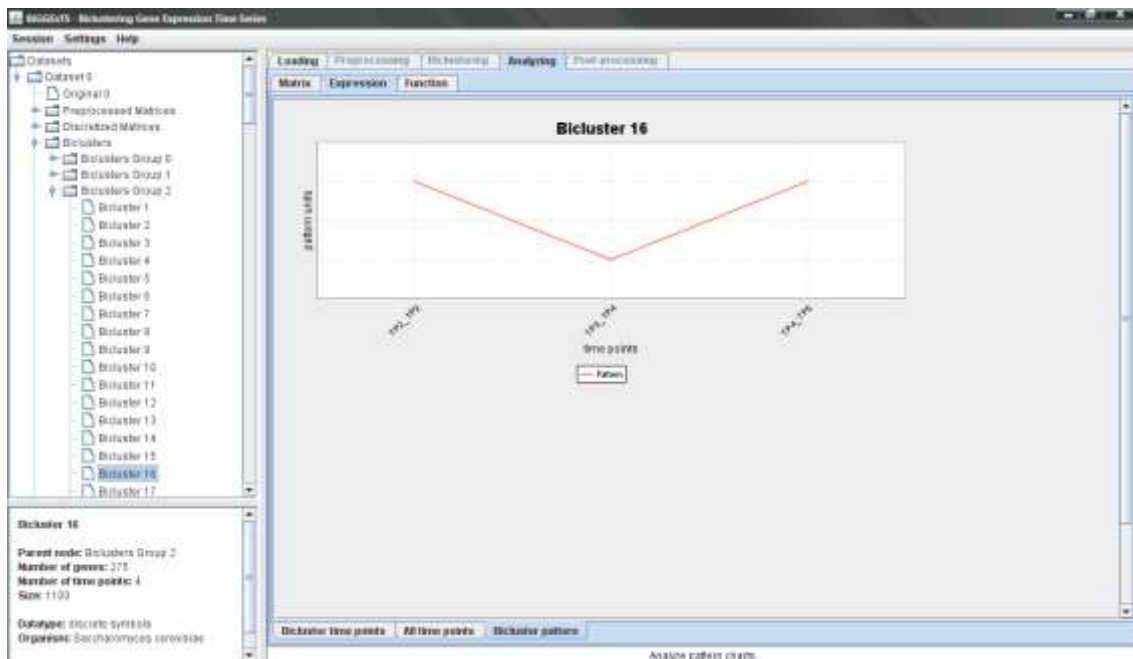 BiGGEsTS - Biclustering Gene Expression Time Series
Session Settings Help
Datasets
Dataset 0
Original 0
Preprocessed Matrices
Discretized Matrices
Biclusters
Biclusters Group 0
Biclusters Group 1
Biclusters Group 2
Bicluster 1
Bicluster 2
Bicluster 3
Bicluster 4
Bicluster 5
Bicluster 6
Bicluster 7
Bicluster 8
Bicluster 9
Bicluster 10
Bicluster 11
Bicluster 12
Bicluster 13
Bicluster 14
Bicluster 15
Bicluster 16
Bicluster 17
Bicluster 16
Parent node: Biclusters Group 2
Number of genes: 275
Number of time points: 4
Size: 1100
Datatype: discrete symbols
Organism: Saccharomyces cerevisiae
Loading Preprocessing Biclustering Analyzing Post-processing
Matrix Expression Function
Bicluster 16
pattern units
TP2_TP3 TP3_TP4 TP4_TP5
time points
Pattern
Bicluster time points All time points Bicluster pattern
Analyze pattern charts.